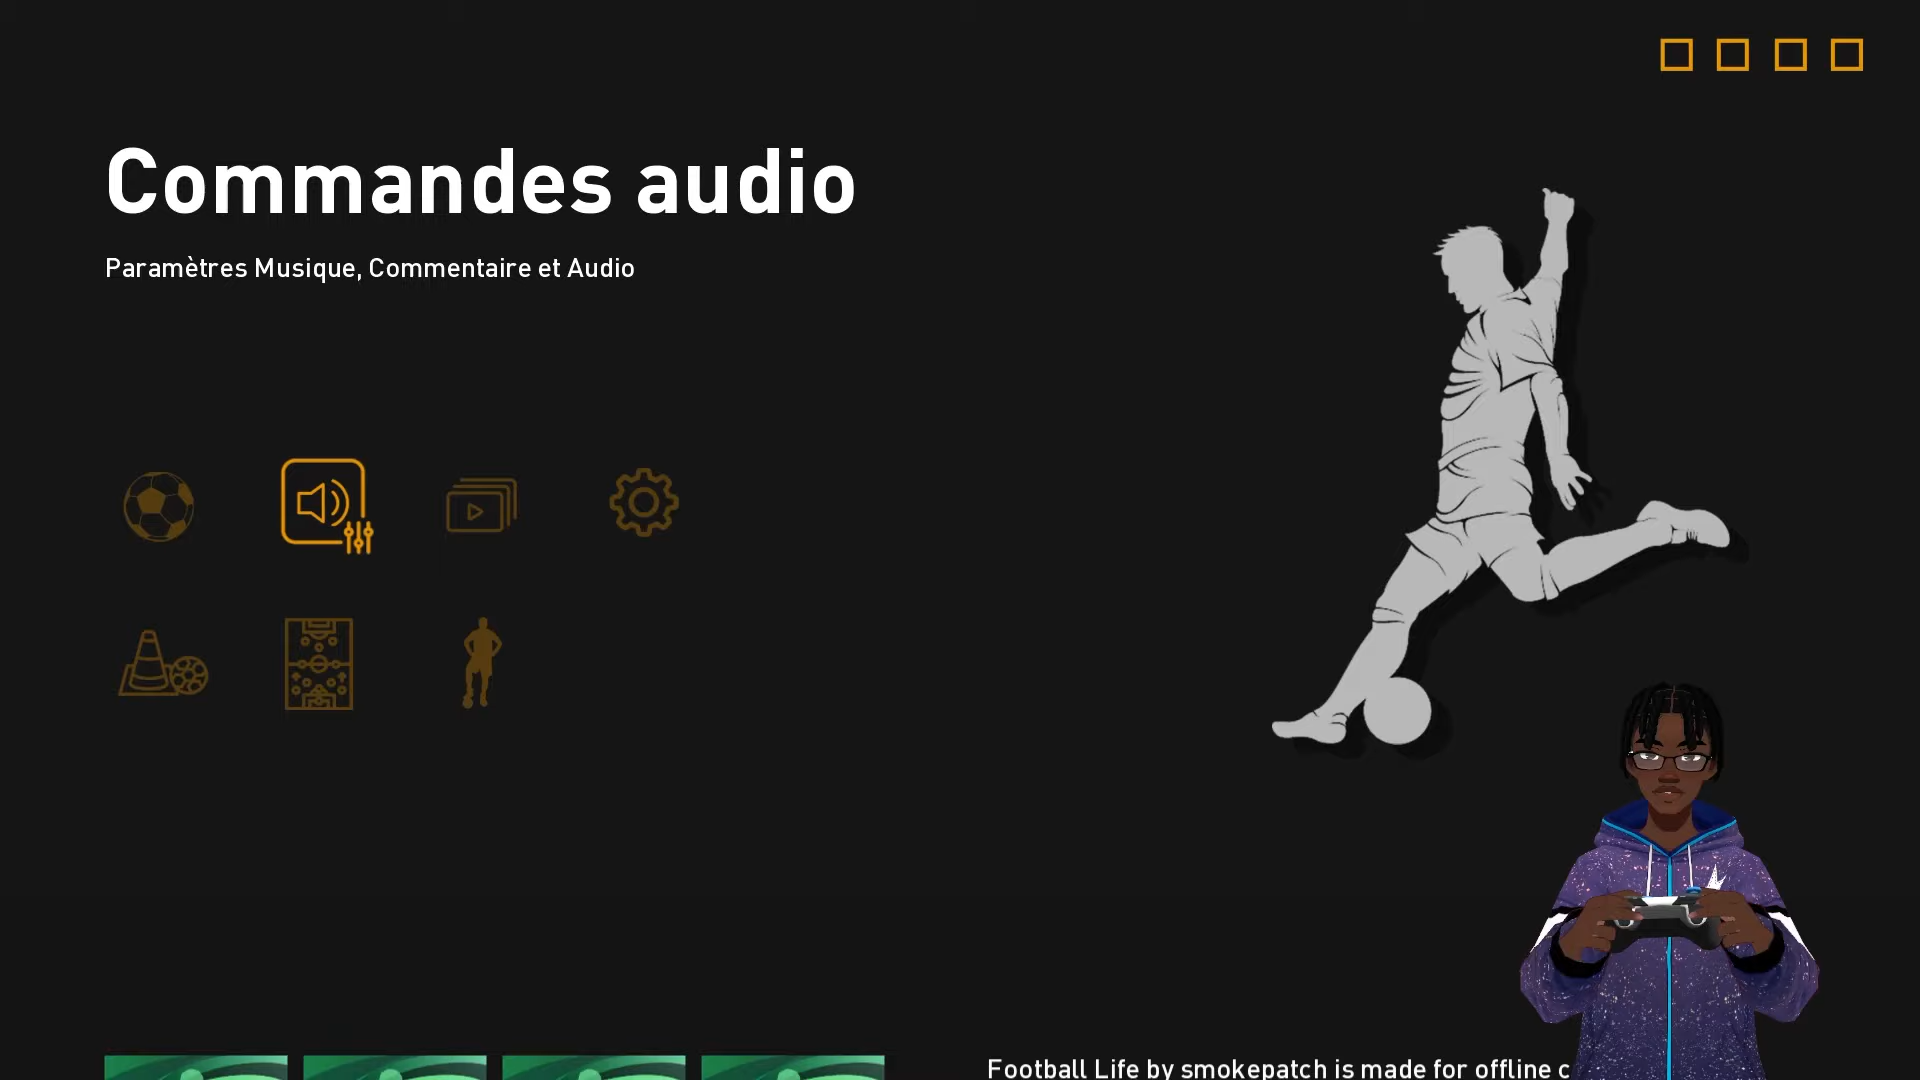 Commandes audio
Paramètres Musique, Commentaire et Audio
Football Life by smokepatch is made for offline